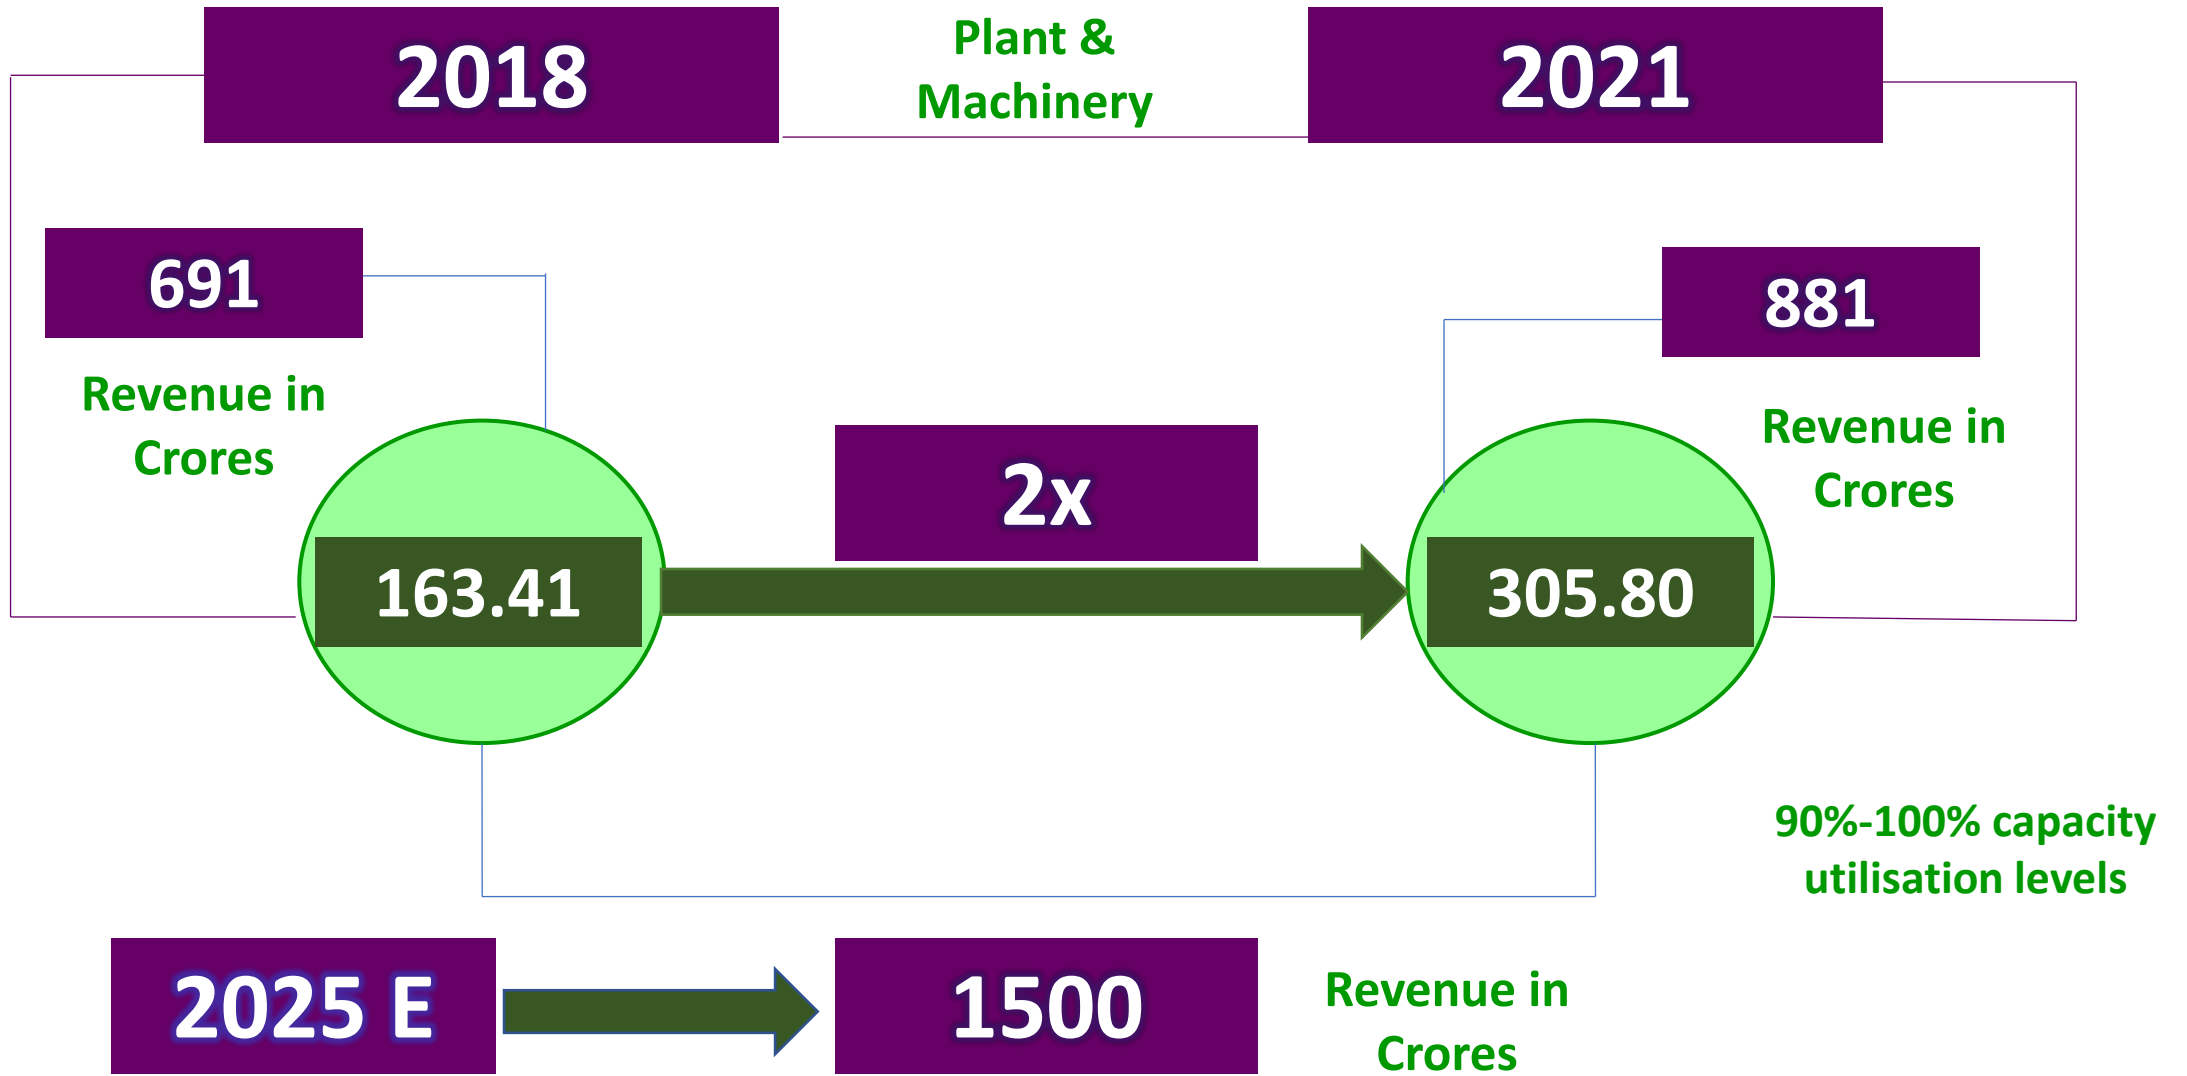 2018
Plant &
Machinery
2021
691
Revenue in
Crores
881
Revenue in
Crores
2x
163.41
305.80
90%-100% capacity
utilisation levels
2025 E
1500
Revenue in
Crores